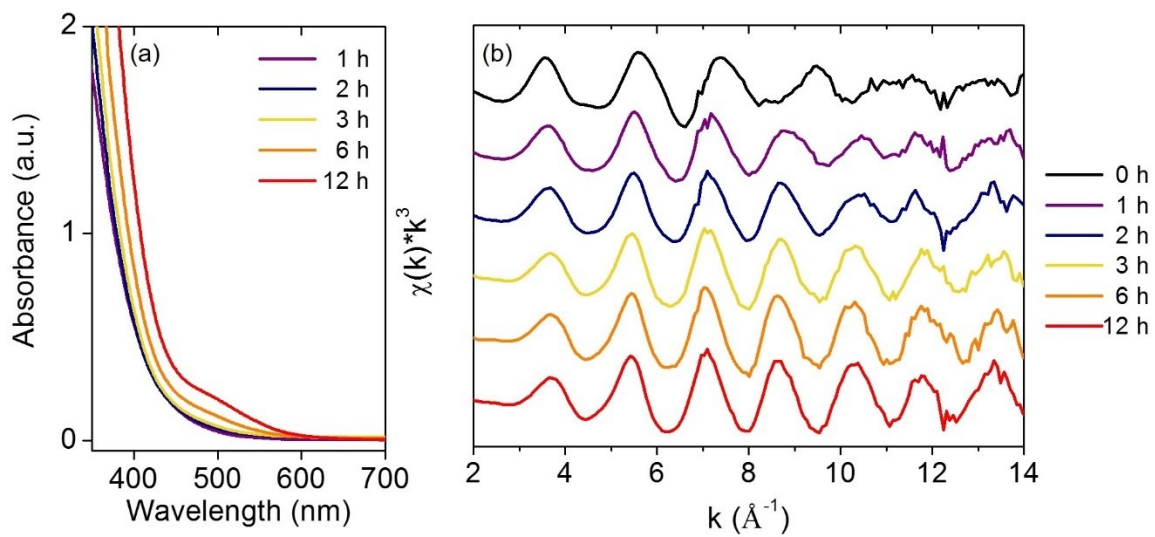 (a)
2
1
0
Absorbance (a.u.)
1 h
2 h
3 h
6 h
12 h
400 500 600 700
Wavelength (nm)
(b)
χ(k)*k³
2 4 6 8 10 12 14
k (Å⁻¹)
0 h
1 h
2 h
3 h
6 h
12 h